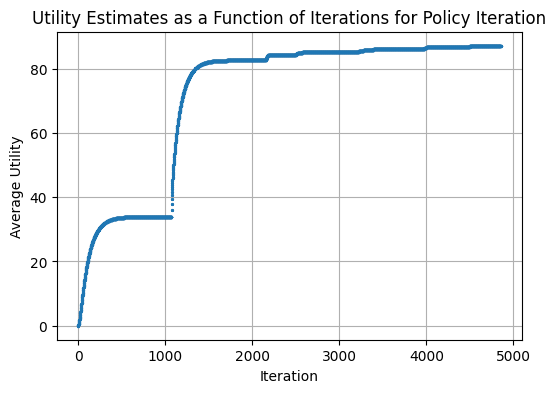 Utility Estimates as a Function of Iterations for Policy Iteration
80
60
40
20
0
Average Utility
0 1000 2000 3000 4000 5000
Iteration